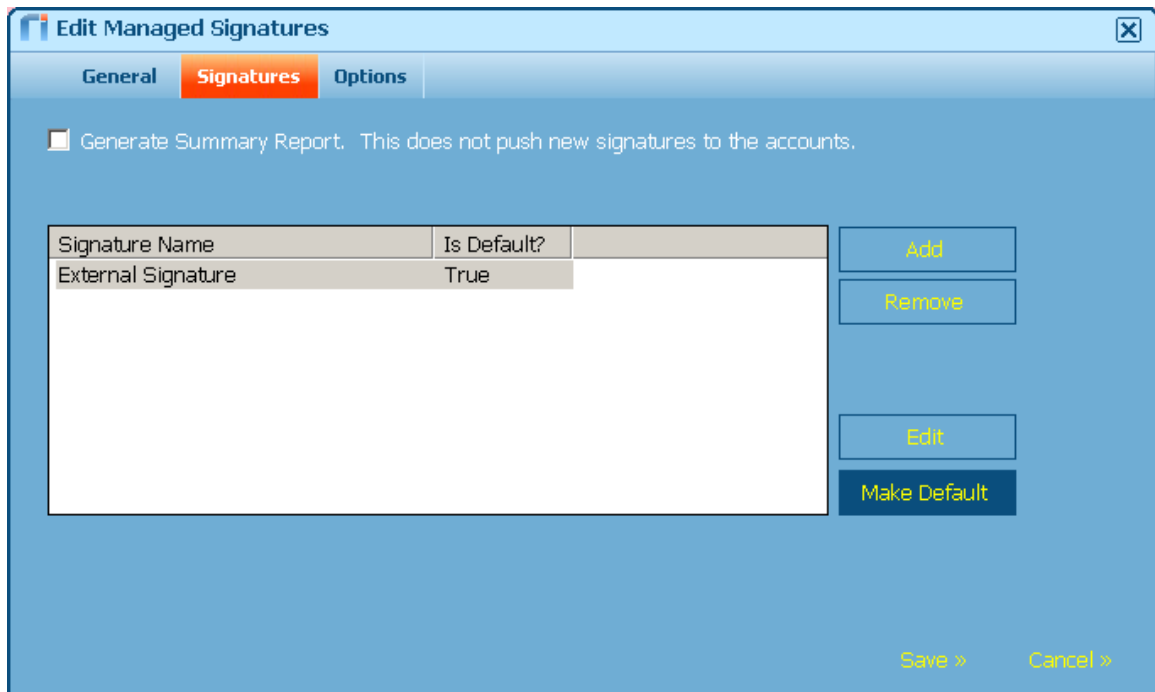 Edit Managed Signatures
General Signatures Options
Generate Summary Report. This does not push new signatures to the accounts.
Signature Name Is Default?
Add
External Signature True
Remove
Edit
Make Default
Save » Cancel »